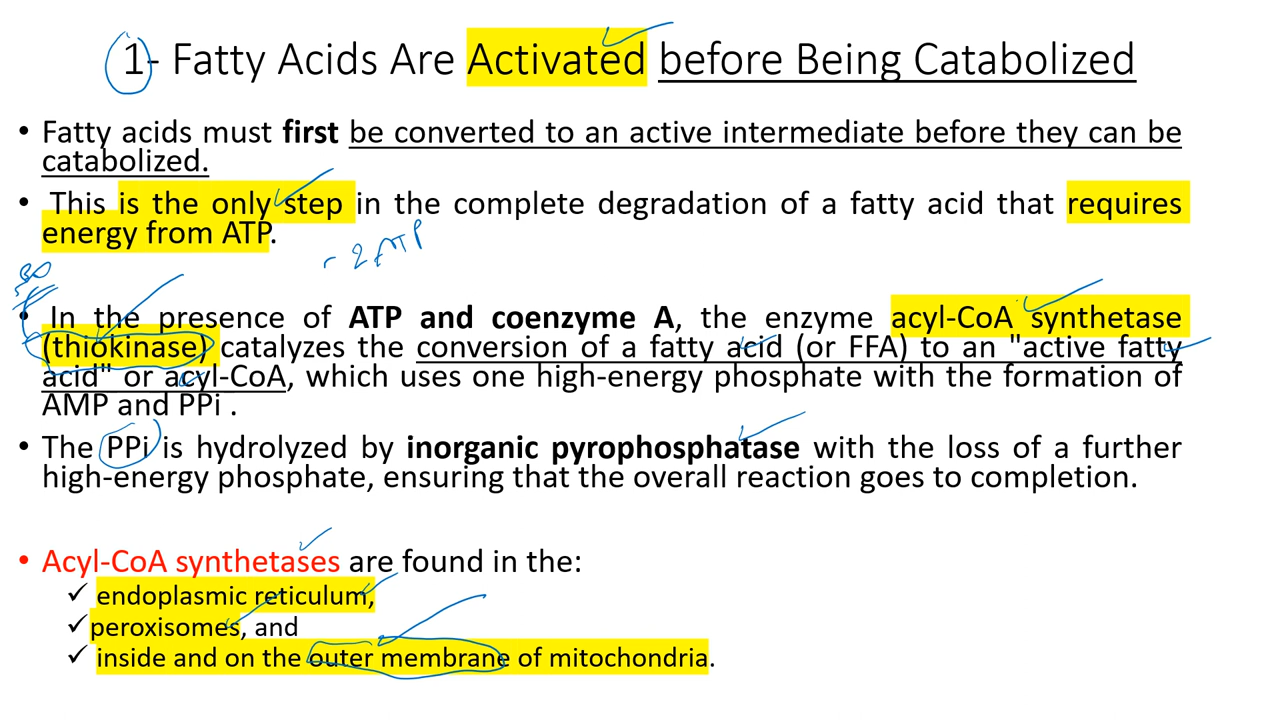 1- Fatty Acids Are Activated before Being Catabolized
• Fatty acids must first be converted to an active intermediate before they can be
catabolized.
• This is the only step in the complete degradation of a fatty acid that requires
energy from ATP.
- 2 ATP
• In the presence of ATP and coenzyme A, the enzyme acyl-CoA synthetase
(thiokinase) catalyzes the conversion of a fatty acid (or FFA) to an "active fatty
acid" or acyl-CoA, which uses one high-energy phosphate with the formation of
AMP and PPi .
• The PPi is hydrolyzed by inorganic pyrophosphatase with the loss of a further
high-energy phosphate, ensuring that the overall reaction goes to completion.
• Acyl-CoA synthetases are found in the:
✓ endoplasmic reticulum,
✓ peroxisomes, and
✓ inside and on the outer membrane of mitochondria.